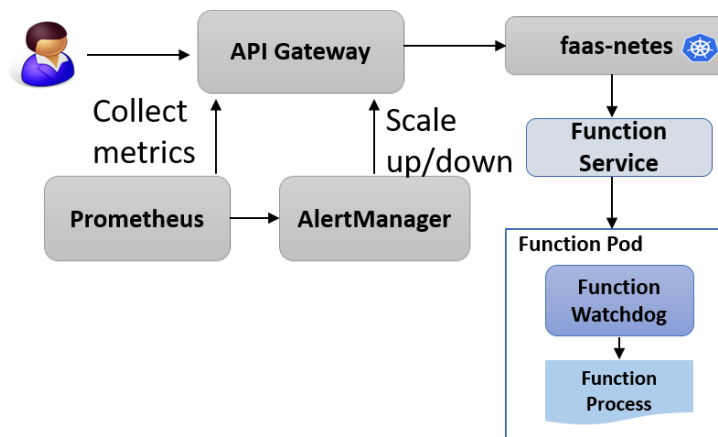 API Gateway
faas-netes
Collect
metrics
Scale
up/down
Function
Service
Prometheus
AlertManager
Function Pod
Function
Watchdog
Function
Process